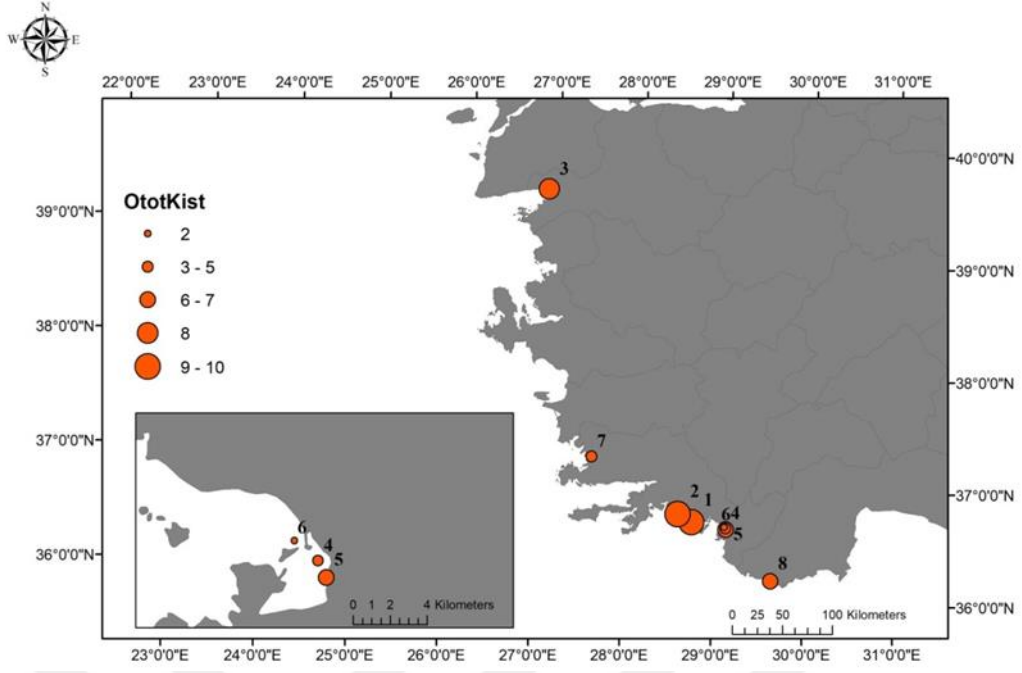 N
W E
S
22°0'0"E 23°0'0"E 24°0'0"E 25°0'0"E 26°0'0"E 27°0'0"E 28°0'0"E 29°0'0"E 30°0'0"E 31°0'0"E
40°0'0"N
3
OtotKist
39°0'0"N
2
3 - 5
39°0'0"N
6 - 7
38°0'0"N
8
9 - 10
38°0'0"N
37°0'0"N
7
2 1
37°0'0"N
64
5
6
4
5
36°0'0"N
8
0 1 2 4 Kilometers
0 25 50 100 Kilometers
36°0'0"N
23°0'0"E 24°0'0"E 25°0'0"E 26°0'0"E 27°0'0"E 28°0'0"E 29°0'0"E 30°0'0"E 31°0'0"E